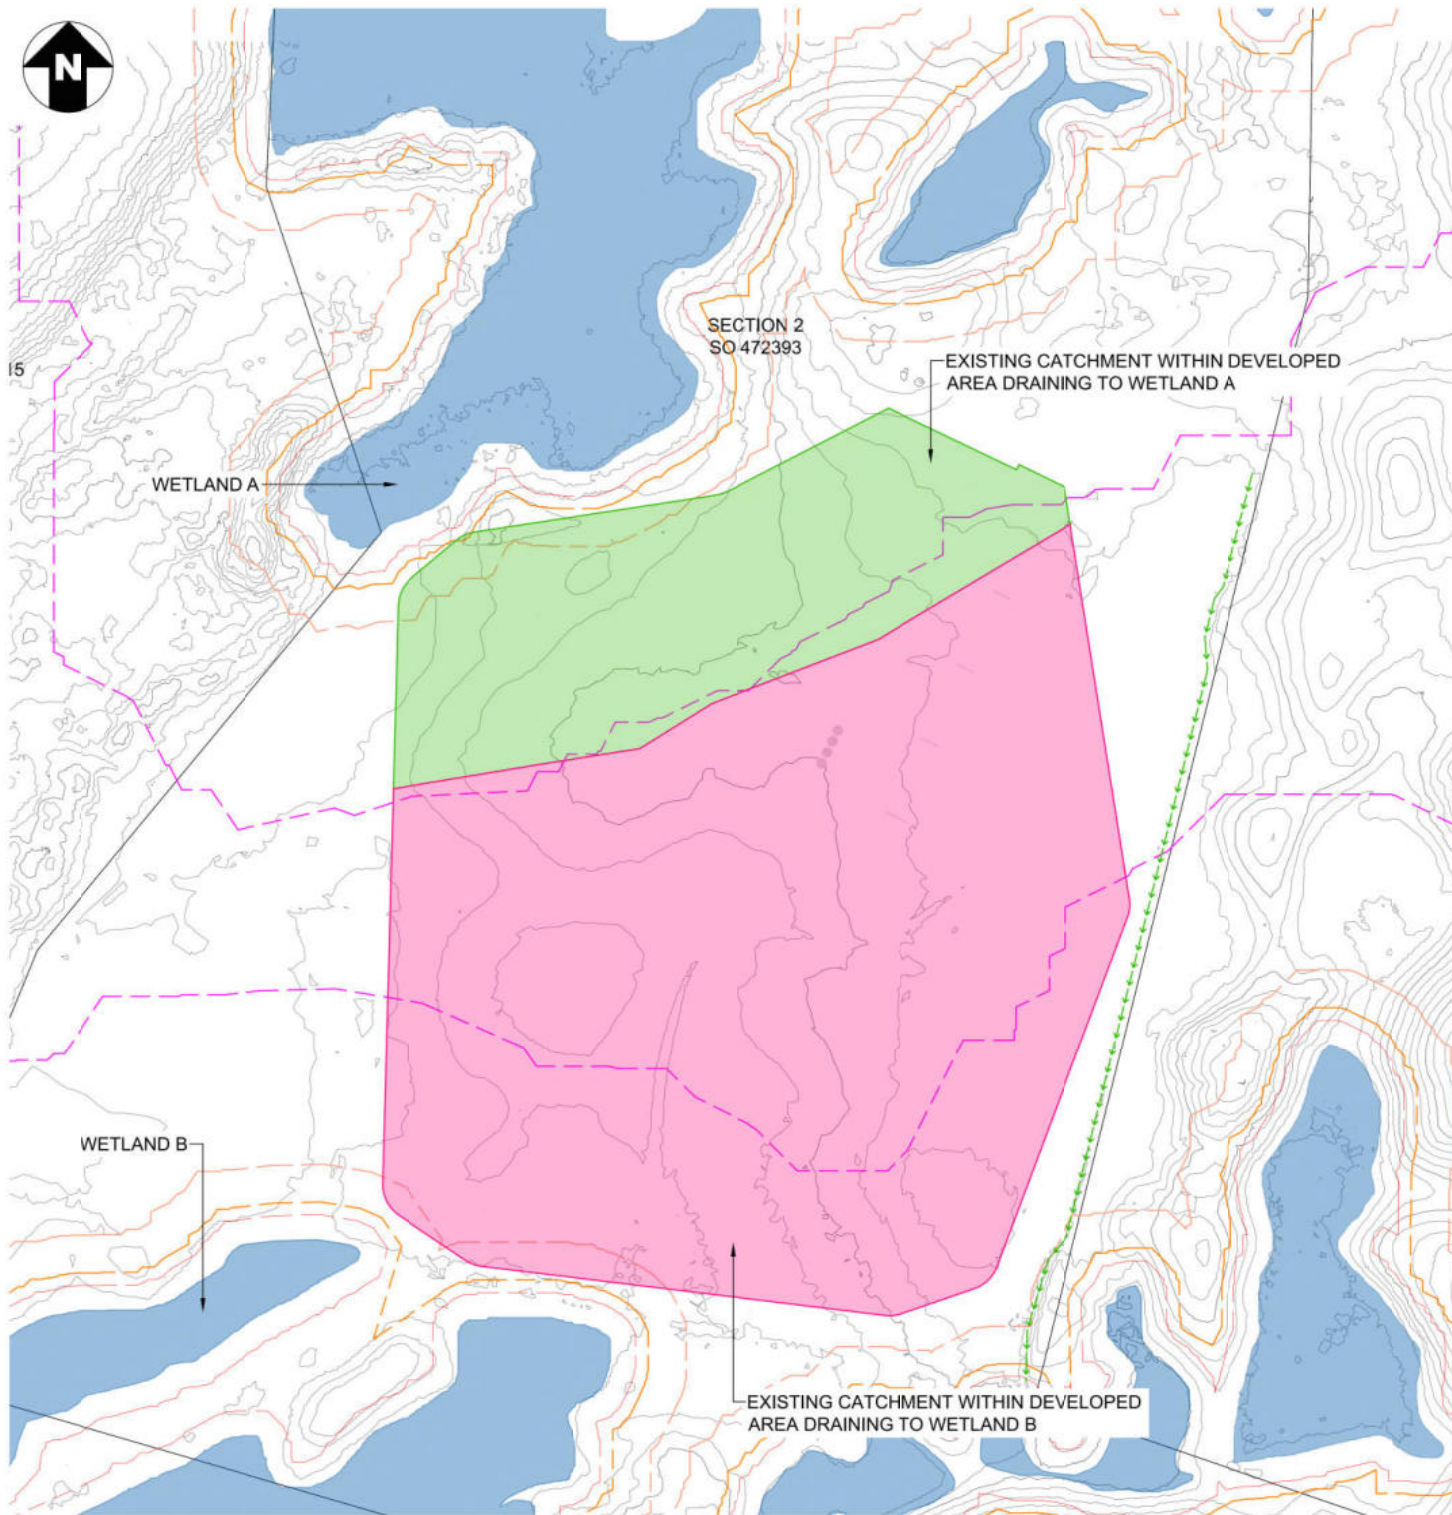 N
SECTION 2
SO 472393
EXISTING CATCHMENT WITHIN DEVELOPED
AREA DRAINING TO WETLAND A
15
WETLAND A
WETLAND B
EXISTING CATCHMENT WITHIN DEVELOPED
AREA DRAINING TO WETLAND B